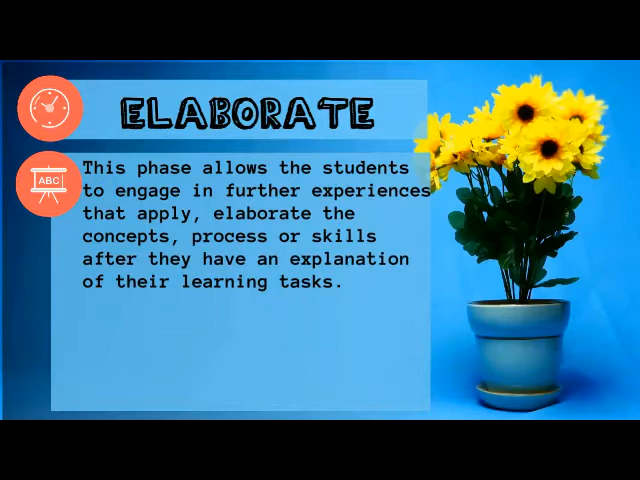 ELABORATE
ABC
This phase allows the students
to engage in further experiences
that apply, elaborate the
concepts, process or skills
after they have an explanation
of their learning tasks.